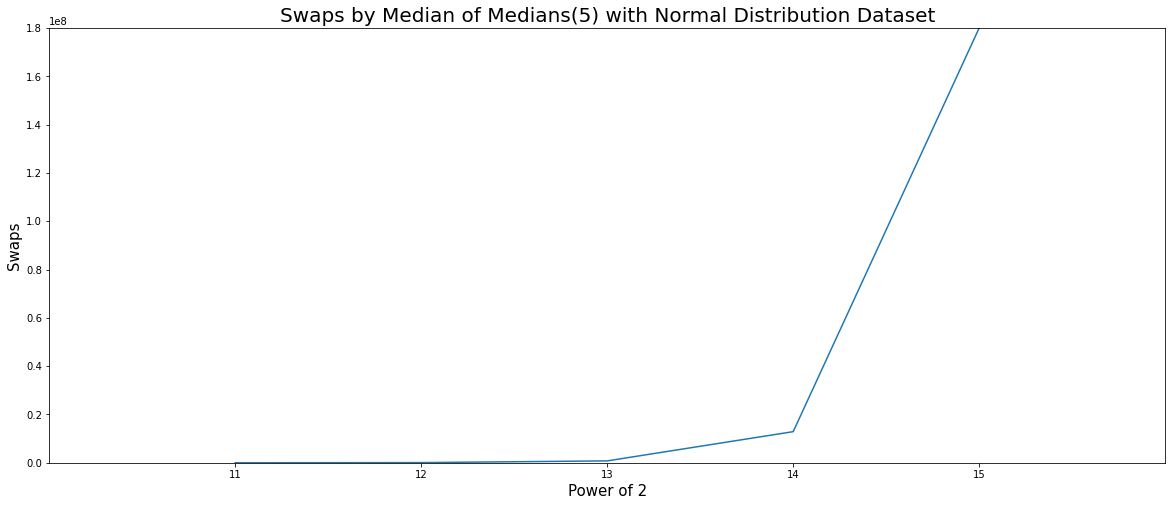 Swaps by Median of Medians(5) with Normal Distribution Dataset
1e8
1.8
1.6
1.4
1.2
1.0
0.8
0.6
0.4
0.2
0.0
Swaps
11 12 13 14 15
Power of 2